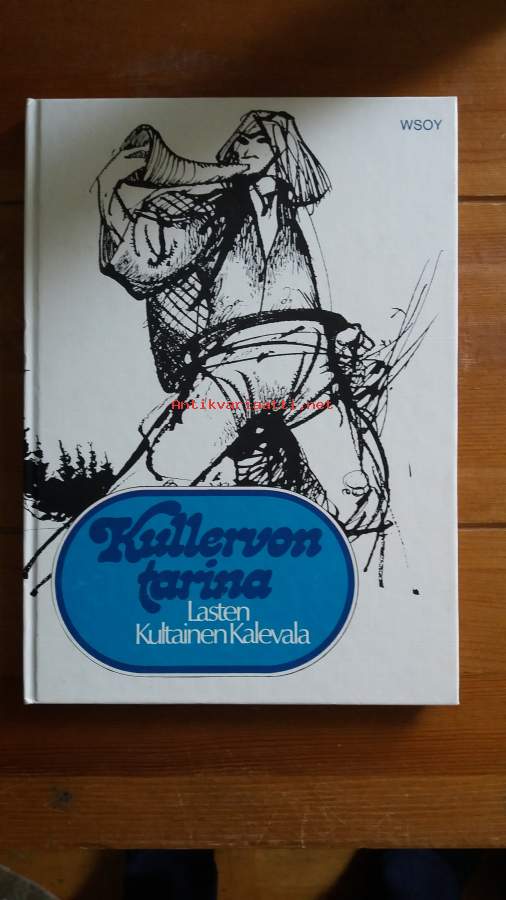 WSOY
Antikvariaatti.net
Kullervon
tarina
Lasten
Kultainen Kalevala